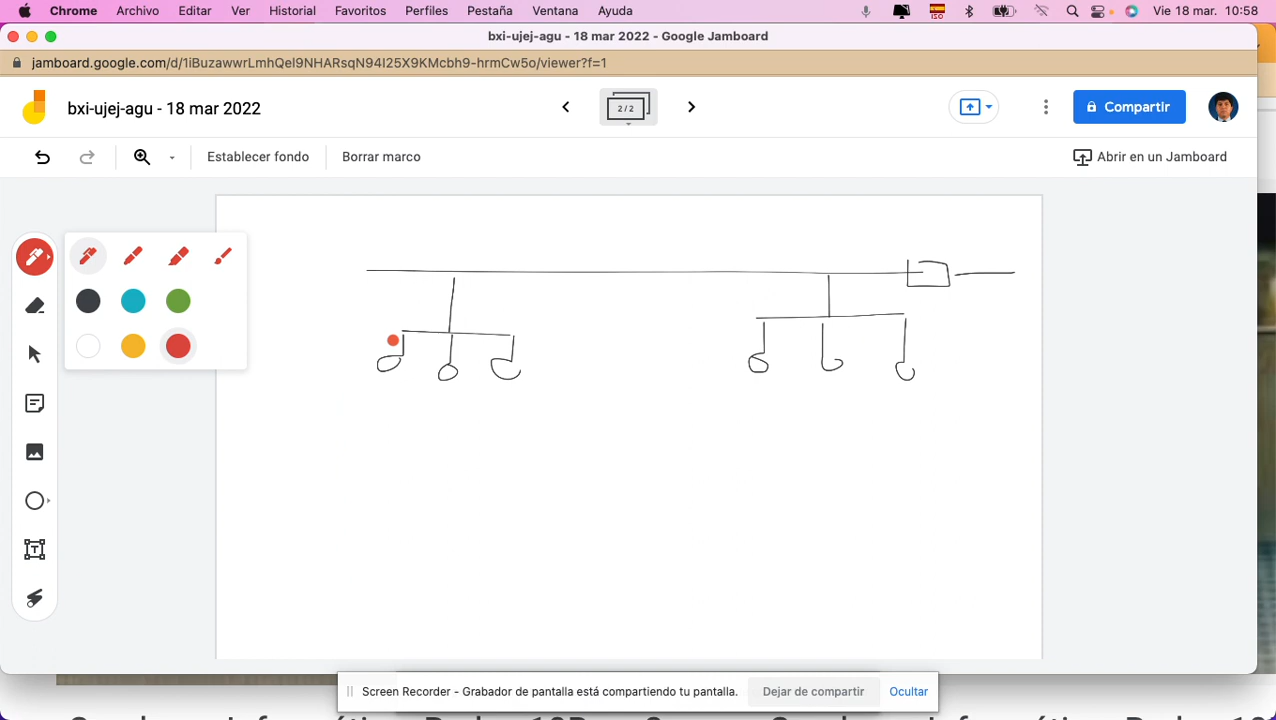 Chrome Archivo Editar Ver Historial Favoritos Perfiles Pestaña Ventana Ayuda ISO Vie 18 mar. 10:58
bxi-ujej-agu - 18 mar 2022 - Google Jamboard
jamboard.google.com/d/1iBuzawwrLmhQel9NHARsqN94I25X9KMcbh9-hrmCw5o/viewer?f=1
bxi-ujej-agu - 18 mar 2022 2 / 2 Compartir
Establecer fondo Borrar marco Abrir en un Jamboard
Screen Recorder - Grabador de pantalla está compartiendo tu pantalla. Dejar de compartir Ocultar